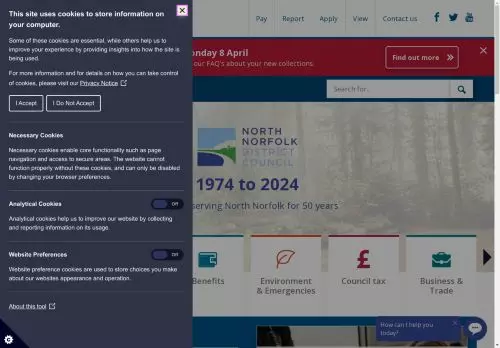 This site uses cookies to store information on
your computer.
Some of these cookies are essential, while others help us to
improve your experience by providing insights into how the site is
being used.
For more information and for details on how you can take control
of cookies, please visit our Privacy Notice
I Accept
I Do Not Accept
Necessary Cookies
Necessary cookies enable core functionality such as page
navigation and access to secure areas. The website cannot
function properly without these cookies, and can only be disabled
by changing your browser preferences.
Analytical Cookies
Off
Analytical cookies help us to improve our website by collecting
and reporting information on its usage.
Website Preferences
Off
Website preference cookies are used to store choices you make
about our websites appearance and operation.
About this tool
Pay
Report
Apply
View
Contact us
nday 8 April
our FAQ's about your new collections.
Find out more
Search for..
NORTH
NORFOLK
DISTRICT
COUNCIL
1974 to 2024
serving North Norfolk for 50 years
Benefits
Environment
& Emergencies
Council tax
Business &
Trade
How can I help you
today?